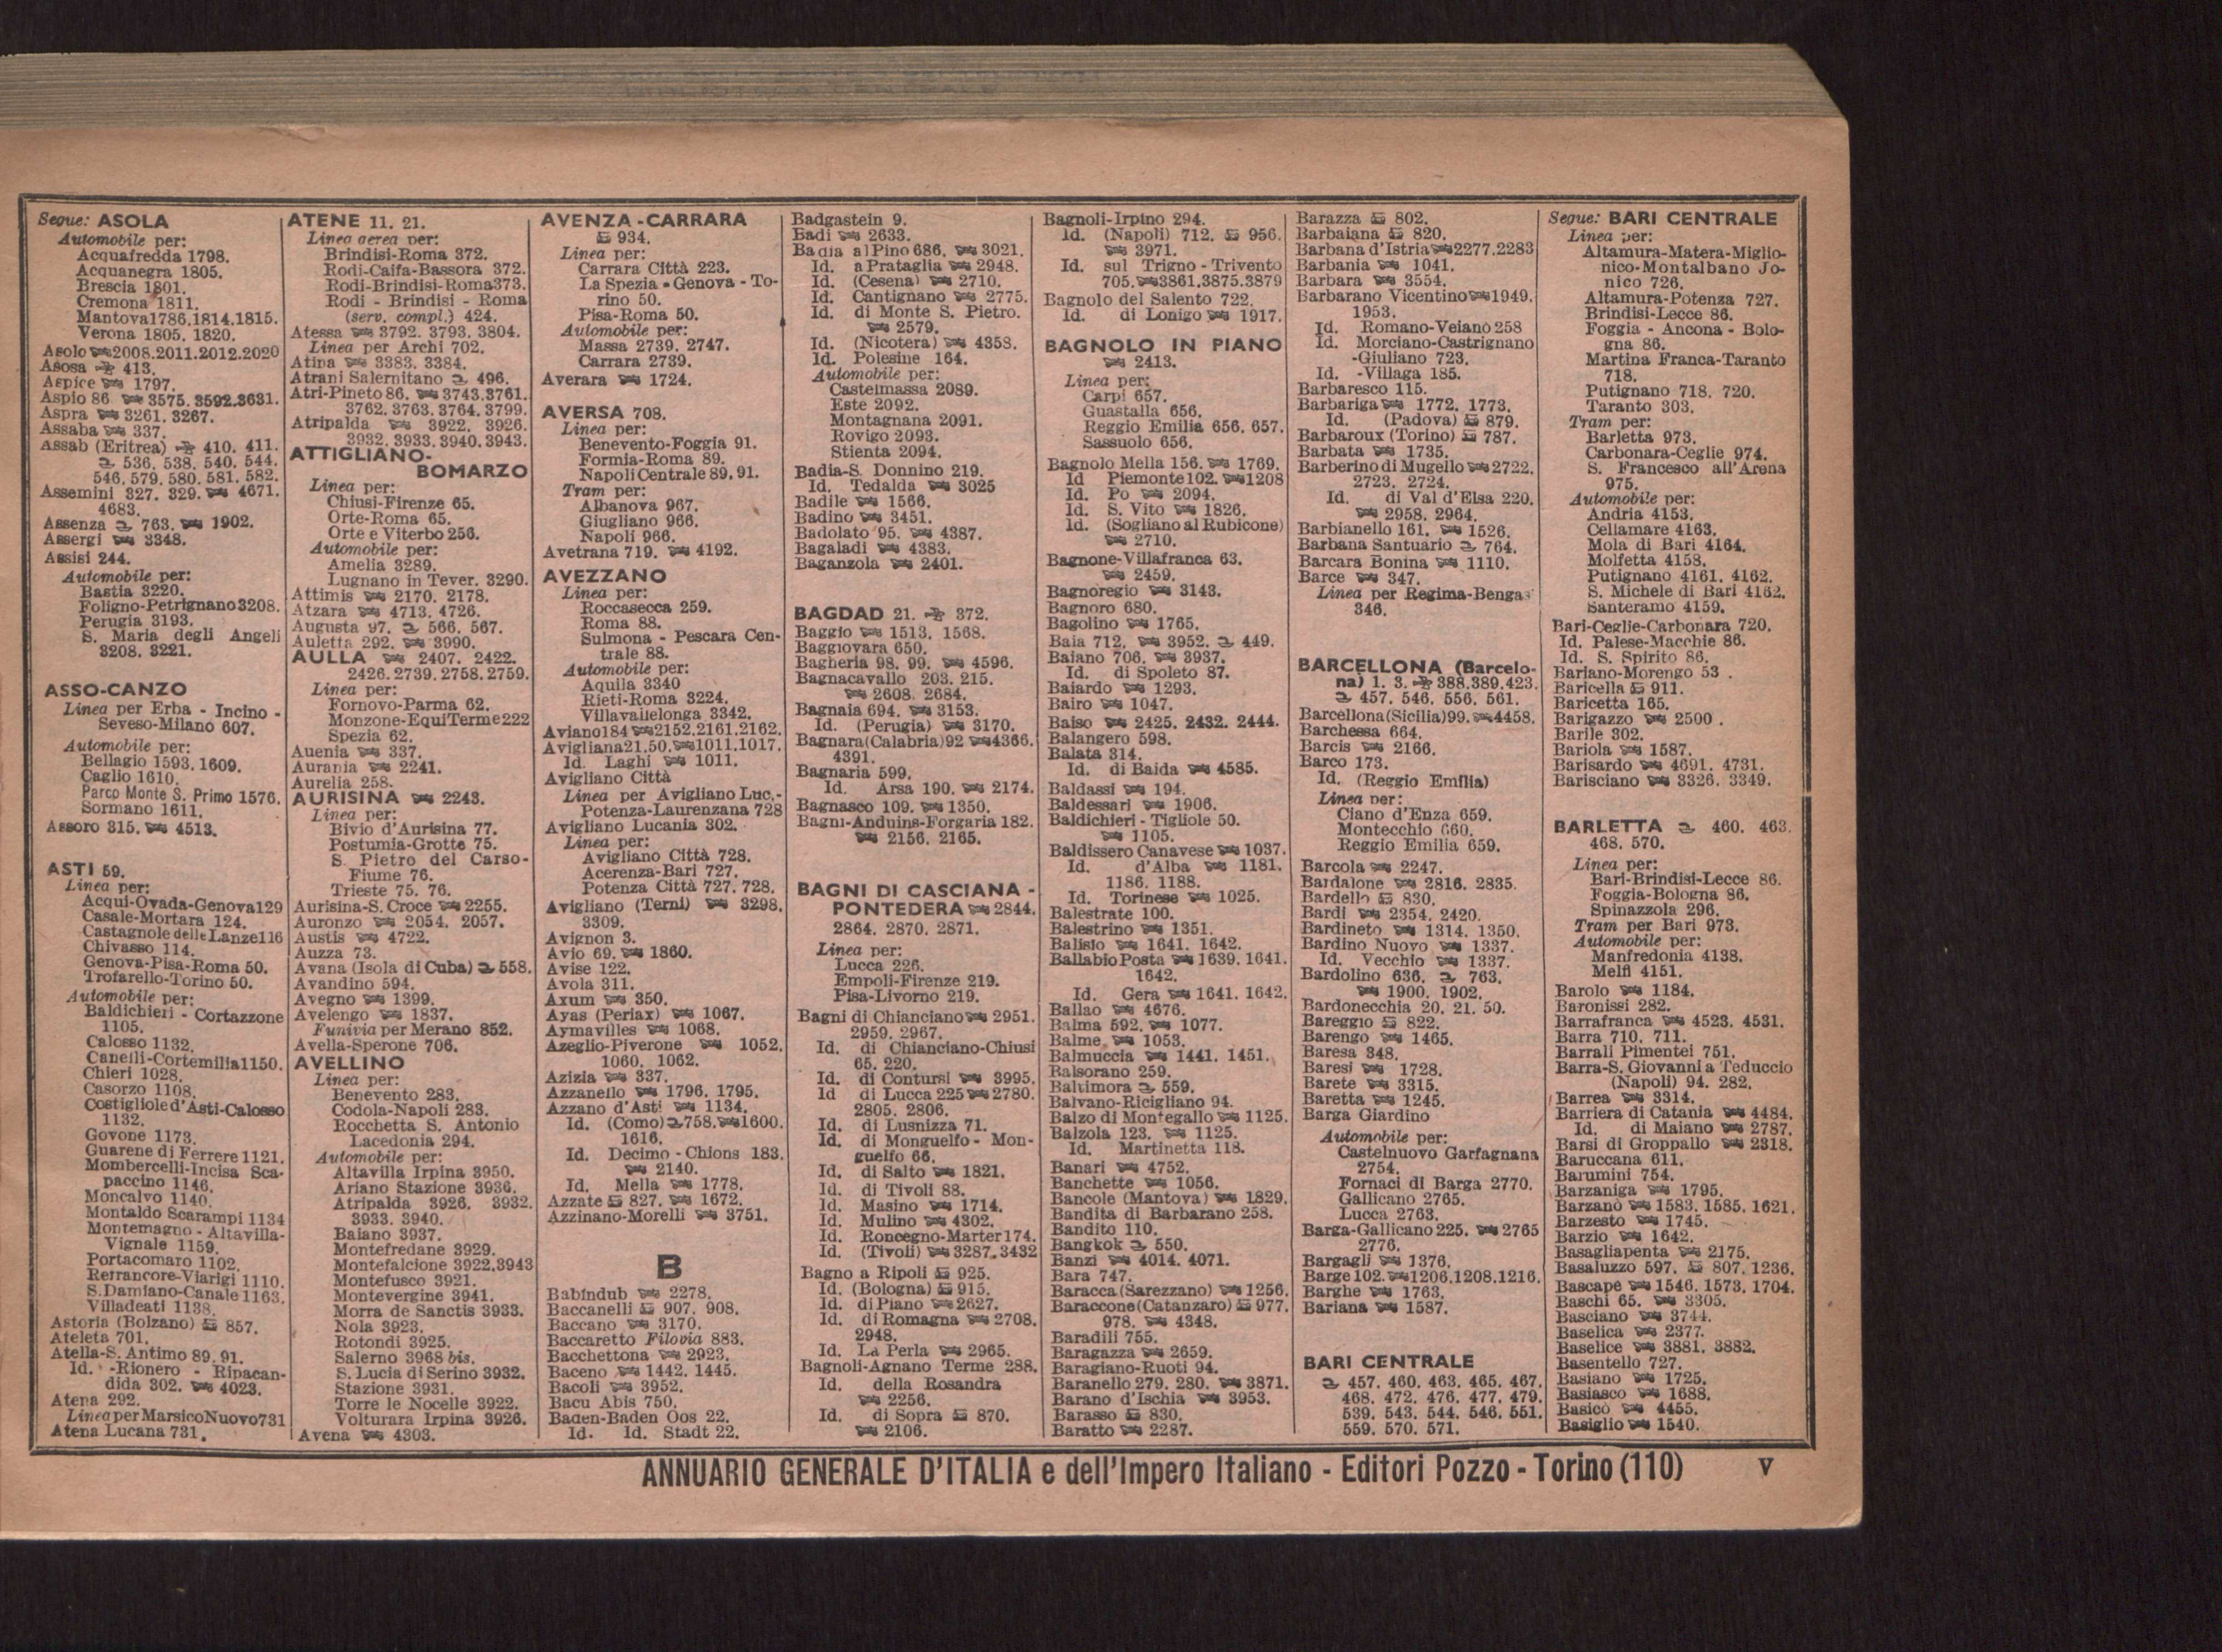 Segue: ASOLA
Automobile per:
Acquafredda 1798.
Acquanegra 1805.
Brescia 1801.
Cremona 1811.
Mantova 1786. 1814. 1815.
Verona 1805. 1820.
Asolo 2008. 2011. 2012. 2020
Asosa 413.
Aspice 1797.
Aspio 86 3575. 3592. 3631.
Aspra 3261. 3267.
Assaba 337.
Assab (Eritrea) 410. 411.
536. 538. 540. 544.
546. 579. 580. 581. 582.
Assemini 327. 329. 4671.
4683.
Assenza 763. 1902.
Assergi 3348.
Assisi 244.
Automobile per:
Bastia 3220.
Foligno-Petrignano 3208.
Perugia 3193.
S. Maria degli Angeli
3208. 3221.
ASSO-CANZO
Linea per Erba - Incino -
Seveso-Milano 607.
Automobile per:
Bellagio 1593. 1609.
Caglio 1610.
Parco Monte S. Primo 1576.
Sormano 1611.
Assoro 315. 4513.
ASTI 59.
Linea per:
Acqui-Ovada-Genova 129
Casale-Mortara 124.
Castagnole delle Lanze 116
Chivasso 114.
Genova-Pisa-Roma 50.
Trofarello-Torino 50.
Automobile per:
Baldichieri - Cortazzone
1105.
Calosso 1132.
Canelli-Cortemilia 1150.
Chieri 1028.
Casorzo 1108.
Costigliole d'Asti-Calosso
1132.
Govone 1173.
Guarene di Ferrere 1121.
Mombercelli-Incisa Sca-
paccino 1146.
Moncalvo 1140.
Montaldo Scarampi 1134
Montemagno - Altavilla-
Vignale 1159.
Portacomaro 1102.
Refrancore-Viarigi 1110.
S. Damiano-Canale 1163.
Villadeati 1138.
Astoria (Bolzano) 857.
Ateleta 701.
Atella-S. Antimo 89. 91.
Id. -Rionero - Ripacan-
dida 302. 4023.
Atena 292.
Linea per Marsico Nuovo 731
Atena Lucana 731.
ATENE 11. 21.
Linea aerea per:
Brindisi-Roma 372.
Rodi-Caifa-Bassora 372.
Rodi-Brindisi-Roma 373.
Rodi - Brindisi - Roma
(serv. compl.) 424.
Atessa 3792. 3793. 3804.
Linea per Archi 702.
Atina 3383. 3384.
Atrani Salernitano 496.
Atri-Pineto 86. 3743. 3761.
3762. 3763. 3764. 3799.
Atripalda 3922. 3926.
3932. 3933. 3940. 3943.
ATTIGLIANO-
BOMARZO
Linea per:
Chiusi-Firenze 65.
Orte-Roma 65.
Orte e Viterbo 256.
Automobile per:
Amelia 3289.
Lugnano in Tever. 3290.
Attimis 2170. 2178.
Atzara 4713. 4726.
Augusta 97. 566. 567.
Auletta 292. 3990.
AULLA 2407. 2422.
2426. 2739. 2758. 2759.
Linea per:
Fornovo-Parma 62.
Monzone-Equi Terme 222
Spezia 62.
Auenia 337.
Aurania 2241.
Aurelia 258.
AURISINA 2243.
Linea per:
Bivio d'Aurisina 77.
Postumia-Grotte 75.
S. Pietro del Carso-
Fiume 76.
Trieste 75. 76.
Aurisina-S. Croce 2255.
Auronzo 2054. 2057.
Austis 4722.
Auzza 73.
Avana (Isola di Cuba) 558.
Avandino 594.
Avegno 1399.
Avelengo 1837.
Funivia per Merano 852.
Avella-Sperone 706.
AVELLINO
Linea per:
Benevento 283.
Codola-Napoli 283.
Rocchetta S. Antonio
Lacedonia 294.
Automobile per:
Altavilla Irpina 3950.
Ariano Stazione 3936.
Atripalda 3926. 3932.
3933. 3940.
Baiano 3937.
Montefredane 3929.
Montefalcione 3922. 3943
Montefusco 3921.
Montevergine 3941.
Morra de Sanctis 3933.
Nola 3923.
Rotondi 3925.
Salerno 3968 bis.
S. Lucia di Serino 3932.
Stazione 3931.
Torre le Nocelle 3922.
Volturara Irpina 3926.
Avena 4303.
AVENZA-CARRARA
934.
Linea per:
Carrara Città 223.
La Spezia - Genova - To-
rino 50.
Pisa-Roma 50.
Automobile per:
Massa 2739. 2747.
Carrara 2739.
Averara 1724.
AVERSA 708.
Linea per:
Benevento-Foggia 91.
Formia-Roma 89.
Napoli Centrale 89. 91.
Tram per:
Albanova 967.
Giugliano 966.
Napoli 966.
Avetrana 719. 4192.
AVEZZANO
Linea per:
Roccasecca 259.
Roma 88.
Sulmona - Pescara Cen-
trale 88.
Automobile per:
Aquila 3340
Rieti-Roma 3224.
Villavallelonga 3342.
Aviano 184 2152. 2161. 2162.
Avigliana 21. 50. 1011. 1017.
Id. Laghi 1011.
Avigliano Città
Linea per Avigliano Luc.-
Potenza-Laurenzana 728
Avigliano Lucania 302.
Linea per:
Avigliano Città 728.
Acerenza-Bari 727.
Potenza Città 727. 728.
Avigliano (Terni) 3298.
3309.
Avignon 3.
Avio 69. 1860.
Avise 122.
Avola 311.
Axum 350.
Ayas (Periax) 1067.
Aymavilles 1068.
Azeglio-Piverone 1052.
1060. 1062.
Azizia 337.
Azzanello 1796. 1795.
Azzano d'Asti 1134.
Id. (Como) 758. 1600.
1616.
Id. Decimo - Chions 183.
2140.
Id. Mella 1778.
Azzate 827. 1672.
Azzinano-Morelli 3751.
B
Babindub 2278.
Baccanelli 907. 908.
Baccano 3170.
Baccaretto Filovia 883.
Bacchettona 2923.
Baceno 1442. 1445.
Bacoli 3952.
Bacu Abis 750.
Baden-Baden Oos 22.
Id. Id. Stadt 22.
Badgastein 9.
Badi 2633.
Badia al Pino 686. 3021.
Id. a Prataglia 2948.
Id. (Cesena) 2710.
Id. Cantignano 2775.
Id. di Monte S. Pietro.
2579.
Id. (Nicotera) 4358.
Id. Polesine 164.
Automobile per:
Castelmassa 2089.
Este 2092.
Montagnana 2091.
Rovigo 2093.
Stienta 2094.
Badia-S. Donnino 219.
Id. Tedalda 3025
Badile 1566.
Badino 3451.
Badolato 95. 4387.
Bagaladi 4383.
Baganzola 2401.
BAGDAD 21. 372.
Baggio 1513. 1568.
Baggiovara 650.
Bagheria 98. 99. 4596.
Bagnacavallo 203. 215.
2608. 2684.
Bagnaia 694. 3153.
Id. (Perugia) 3170.
Bagnara (Calabria) 92 4366.
4391.
Bagnaria 599.
Id. Arsa 190. 2174.
Bagnasco 109. 1350.
Bagni-Anduins-Forgaria 182.
2156. 2165.
BAGNI DI CASCIANA -
PONTEDERA 2844.
2864. 2870. 2871.
Linea per:
Lucca 226.
Empoli-Firenze 219.
Pisa-Livorno 219.
Bagni di Chianciano 2951.
2959. 2967.
Id. di Chianciano-Chiusi
65. 220.
Id. di Contursi 3995.
Id di Lucca 225 2780.
2805. 2806.
Id. di Lusnizza 71.
Id. di Monguelfo - Mon-
guelfo 66.
Id. di Salto 1821.
Id. di Tivoli 88.
Id. Masino 1714.
Id. Mulino 4302.
Id. Roncegno-Marter 174.
Id. (Tivoli) 3287. 3432
Bagno a Ripoli 925.
Id. (Bologna) 915.
Id. di Piano 2627.
Id. di Romagna 2708.
2948.
Id. La Perla 2965.
Bagnoli-Agnano Terme 288.
Id. della Rosandra
2256.
Id. di Sopra 870.
2106.
Bagnoli-Irpino 294.
Id. (Napoli) 712. 956.
3971.
Id. sul Trigno - Trivento
705. 3861. 3875. 3879
Bagnolo del Salento 722.
Id. di Lonigo 1917.
BAGNOLO IN PIANO
2413.
Linea per:
Carpi 657.
Guastalla 656.
Reggio Emilia 656. 657.
Sassuolo 656.
Bagnolo Mella 156. 1769.
Id Piemonte 102. 1208
Id. Po 2094.
Id. S. Vito 1826.
Id. (Sogliano al Rubicone)
2710.
Bagnone-Villafranca 63.
2459.
Bagnoregio 3143.
Bagnoro 680.
Bagolino 1765.
Baia 712. 3952. 449.
Baiano 706. 3937.
Id. di Spoleto 87.
Baiardo 1293.
Bairo 1047.
Baiso 2425. 2432. 2444.
Balangero 598.
Balata 314.
Id. di Baida 4585.
Baldassi 194.
Baldessari 1906.
Baldichieri - Tigliole 50.
1105.
Baldissero Canavese 1037.
Id. d'Alba 1181.
1186. 1188.
Id. Torinese 1025.
Balestrate 100.
Balestrino 1351.
Balisio 1641. 1642.
Ballabio Posta 1639. 1641.
1642.
Id. Gera 1641. 1642.
Ballao 4676.
Balma 592. 1077.
Balme. 1053.
Balmuccia 1441. 1451.
Balsorano 259.
Baltimora 559.
Balvano-Ricigliano 94.
Balzo di Montegallo 1125.
Balzola 123. 1125.
Id. Martinetta 118.
Banari 4752.
Banchette 1056.
Bancole (Mantova) 1829.
Bandita di Barbarano 258.
Bandito 110.
Bangkok 550.
Banzi 4014. 4071.
Bara 747.
Baracca (Sarezzano) 1256.
Baraccone (Catanzaro) 977.
978. 4348.
Baradili 755.
Baragazza 2659.
Baragiano-Ruoti 94.
Baranello 279. 280. 3871.
Barano d'Ischia 3953.
Barasso 830.
Baratto 2287.
Barazza 802.
Barbaiana 820.
Barbana d'Istria 2277. 2283
Barbania 1041.
Barbara 3554.
Barbarano Vicentino 1949.
1953.
Id. Romano-Veiano 258
Id. Morciano-Castrignano
-Giuliano 723.
Id. -Villaga 185.
Barbaresco 115.
Barbariga 1772. 1773.
Id. (Padova) 879.
Barbaroux (Torino) 787.
Barbata 1735.
Barberino di Mugello 2722.
2723. 2724.
Id. di Val d'Elsa 220.
2958. 2964.
Barbianello 161. 1526.
Barbana Santuario 764.
Barcara Bonina 1110.
Barce 347.
Linea per Regima-Bengas
346.
BARCELLONA (Barcelo-
na) 1. 3. 388. 389. 423.
457. 546. 556. 561.
Barcellona (Sicilia) 99. 4458.
Barchessa 664.
Barcis 2166.
Barco 173.
Id. (Reggio Emilia)
Linea per:
Ciano d'Enza 659.
Montecchio 660.
Reggio Emilia 659.
Barcola 2247.
Bardalone 2816. 2835.
Bardello 830.
Bardi 2354. 2420.
Bardineto 1314. 1350.
Bardino Nuovo 1337.
Id. Vecchio 1337.
Bardolino 636. 763.
1900. 1902.
Bardonecchia 20. 21. 50.
Bareggio 822.
Barengo 1465.
Baresa 348.
Baresi 1728.
Barete 3315.
Baretta 1245.
Barga Giardino
Automobile per:
Castelnuovo Garfagnana
2754.
Fornaci di Barga 2770.
Gallicano 2765.
Lucca 2763.
Barga-Gallicano 225. 2765
2776.
Bargagli 1376.
Barge 102. 1206. 1208. 1216.
Barghe 1763.
Bariana 1587.
BARI CENTRALE
457. 460. 463. 465. 467.
468. 472. 476. 477. 479.
539. 543. 544. 546. 551.
559. 570. 571.
Segue: BARI CENTRALE
Linea per:
Altamura-Matera-Miglio-
nico-Montalbano Jo-
nico 726.
Altamura-Potenza 727.
Brindisi-Lecce 86.
Foggia - Ancona - Bolo-
gna 86.
Martina Franca-Taranto
718.
Putignano 718. 720.
Taranto 303.
Tram per:
Barletta 973.
Carbonara-Ceglie 974.
S. Francesco all'Arena
975.
Automobile per:
Andria 4153.
Cellamare 4163.
Mola di Bari 4164.
Molfetta 4158.
Putignano 4161. 4162.
S. Michele di Bari 4162.
Santeramo 4159.
Bari-Ceglie-Carbonara 720.
Id. Palese-Macchie 86.
Id. S. Spirito 86.
Bariano-Morengo 53 .
Baricella 911.
Baricetta 165.
Barigazzo 2500 .
Barile 302.
Bariola 1587.
Barisardo 4691. 4731.
Barisciano 3326. 3349.
BARLETTA 460. 463.
468. 570.
Linea per:
Bari-Brindisi-Lecce 86.
Foggia-Bologna 86.
Spinazzola 296.
Tram per Bari 973.
Automobile per:
Manfredonia 4138.
Melfi 4151.
Barolo 1184.
Baronissi 282.
Barrafranca 4523. 4531.
Barra 710. 711.
Barrali Pimentel 751.
Barra-S. Giovanni a Teduccio
(Napoli) 94. 282.
Barrea 3314.
Barriera di Catania 4484.
Id. di Maiano 2787.
Barsi di Groppallo 2318.
Baruccana 611.
Barumini 754.
Barzaniga 1795.
Barzanò 1583. 1585. 1621.
Barzesto 1745.
Barzio 1642.
Basagliapenta 2175.
Basaluzzo 597. 807. 1236.
Bascapè 1546. 1573. 1704.
Baschi 65. 3305.
Basciano 3744.
Baselica 2377.
Baselice 3881. 3882.
Basentello 727.
Basiano 1725.
Basiasco 1688.
Basicò 4455.
Basiglio 1540.
ANNUARIO GENERALE D'ITALIA e dell'Impero Italiano - Editori Pozzo - Torino (110)
V